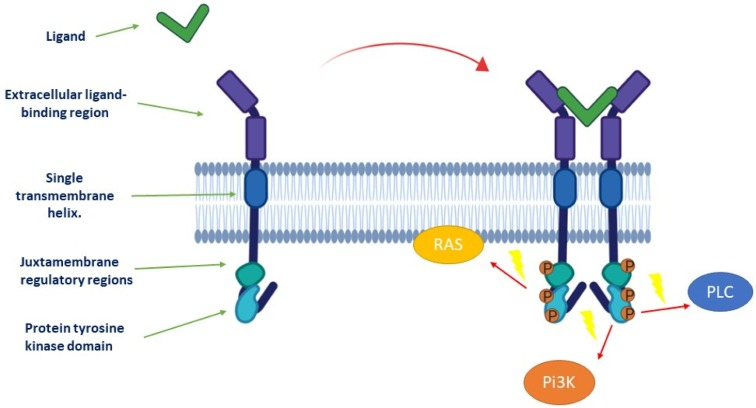 Ligand
Extracellular ligand-
binding region
Single
transmembrane
helix.
Juxtamembrane
regulatory regions
Protein tyrosine
kinase domain
RAS
P
P
P
P
P
P
PLC
Pi3K